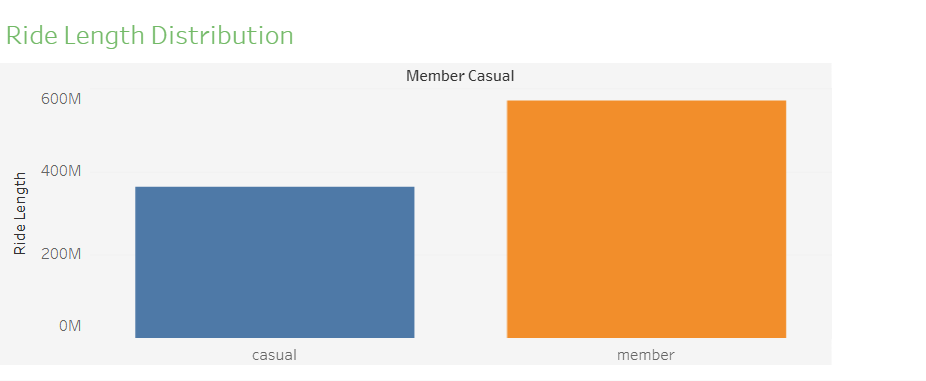 Ride Length Distribution
Member Casual
600M
400M
200M
0M
Ride Length
casual member